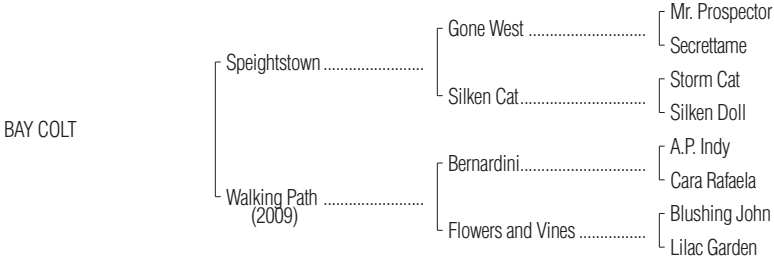 Mr. Prospector
Gone West ............................
Secrettame
Speightstown ........................
Storm Cat
Silken Cat..............................
Silken Doll
BAY COLT
A.P. Indy
Bernardini..............................
Cara Rafaela
Walking Path ........................
(2009)
Blushing John
Flowers and Vines ................
Lilac Garden